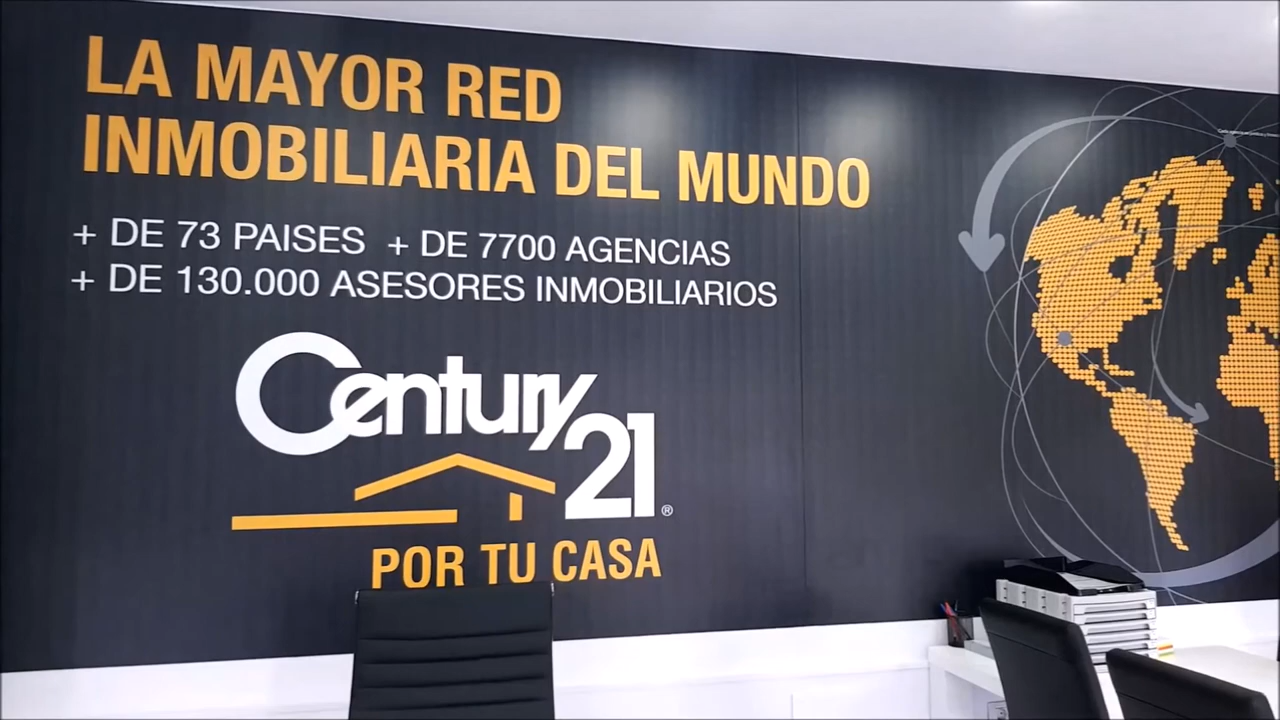 LA MAYOR RED
INMOBILIARIA DEL MUNDO
+ DE 73 PAISES + DE 7700 AGENCIAS
+ DE 130.000 ASESORES INMOBILIARIOS
Century
21®
POR TU CASA